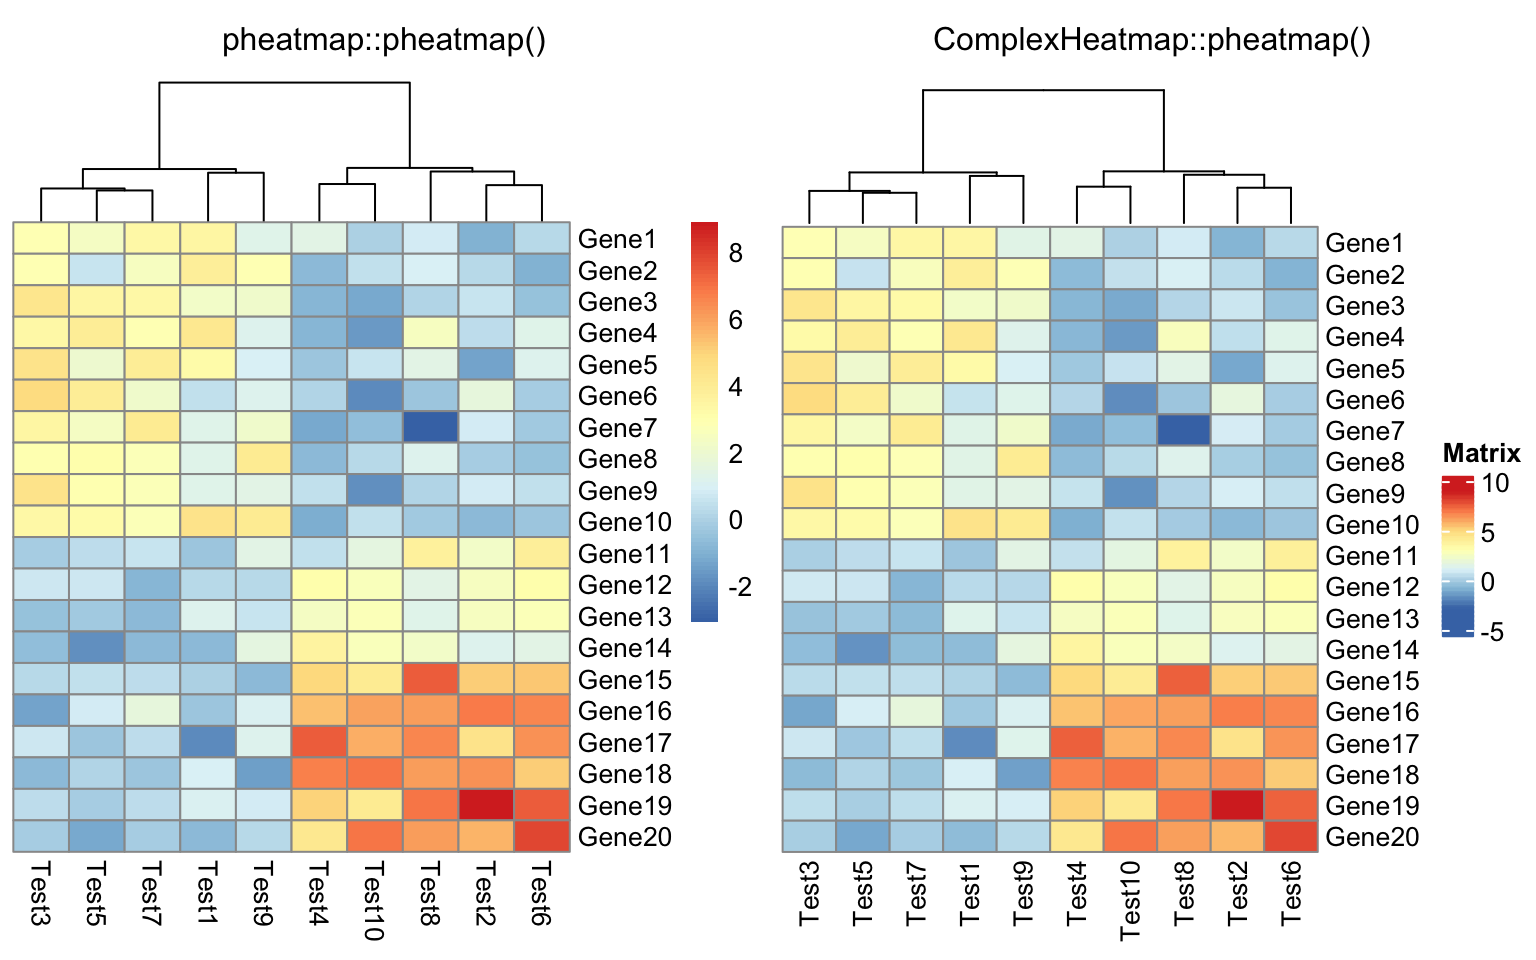 pheatmap::pheatmap()
Gene1
Gene2
Gene3
Gene4
Gene5
Gene6
Gene7
Gene8
Gene9
Gene10
Gene11
Gene12
Gene13
Gene14
Gene15
Gene16
Gene17
Gene18
Gene19
Gene20
Test3
Test5
Test7
Test1
Test9
Test4
Test10
Test8
Test2
Test6
8
6
4
2
0
-2
ComplexHeatmap::pheatmap()
Gene1
Gene2
Gene3
Gene4
Gene5
Gene6
Gene7
Gene8
Gene9
Gene10
Gene11
Gene12
Gene13
Gene14
Gene15
Gene16
Gene17
Gene18
Gene19
Gene20
Test3
Test5
Test7
Test1
Test9
Test4
Test10
Test8
Test2
Test6
Matrix
10
5
0
-5